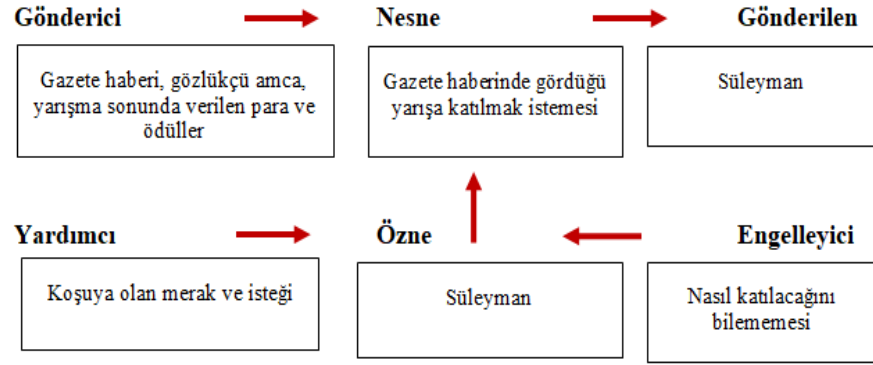 Gönderici Nesne Gönderilen
Gazete haberi, gözlükçü amca,
yarışma sonunda verilen para ve
ödüller
Gazete haberinde gördüğü
yarışa katılmak istemesi
Süleyman
Yardımcı Özne Engelleyici
Koşuya olan merak ve isteği
Süleyman
Nasıl katılacağını
bilememesi